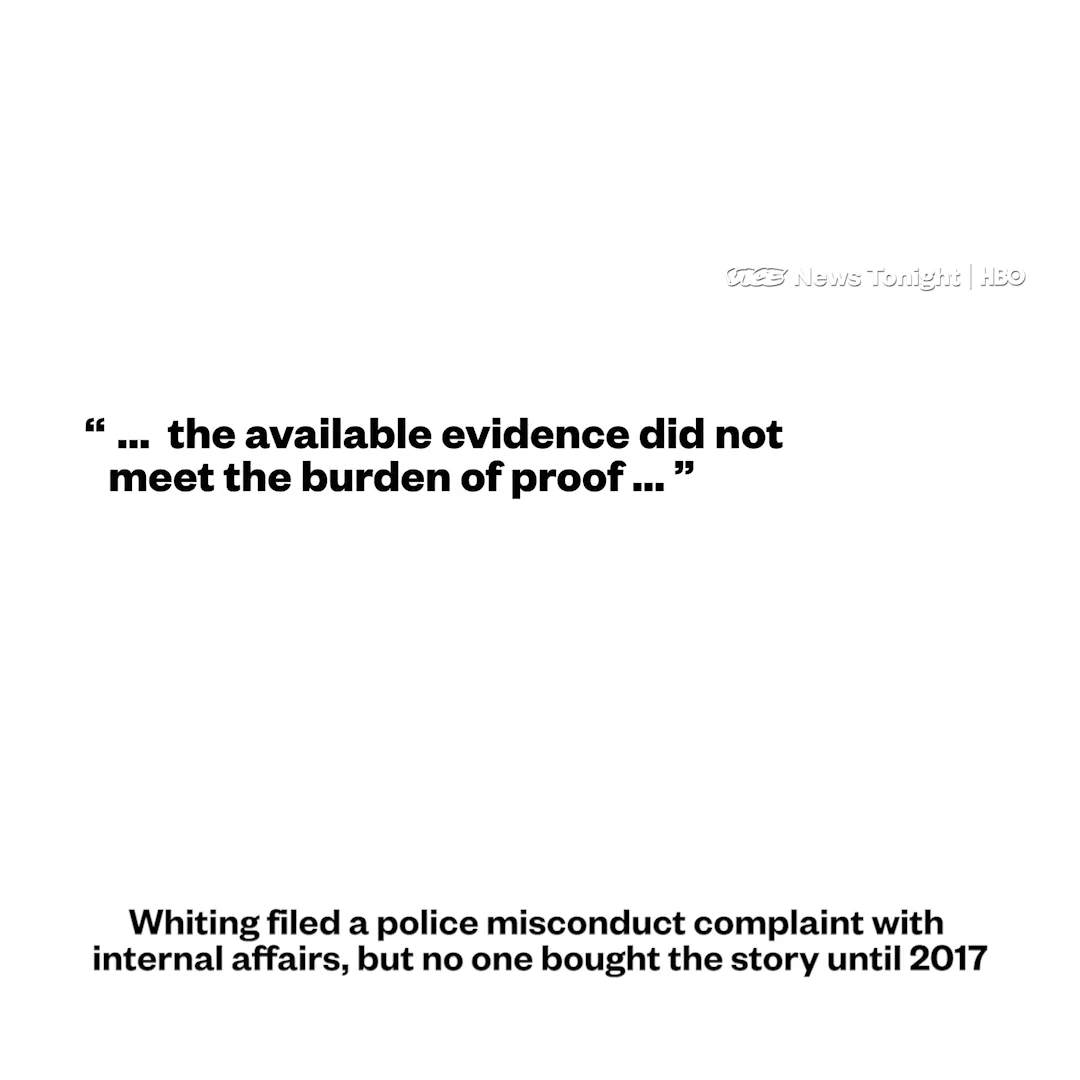 VICE News Tonight | HBO
“ ... the available evidence did not
meet the burden of proof ... ”
Whiting filed a police misconduct complaint with
internal affairs, but no one bought the story until 2017